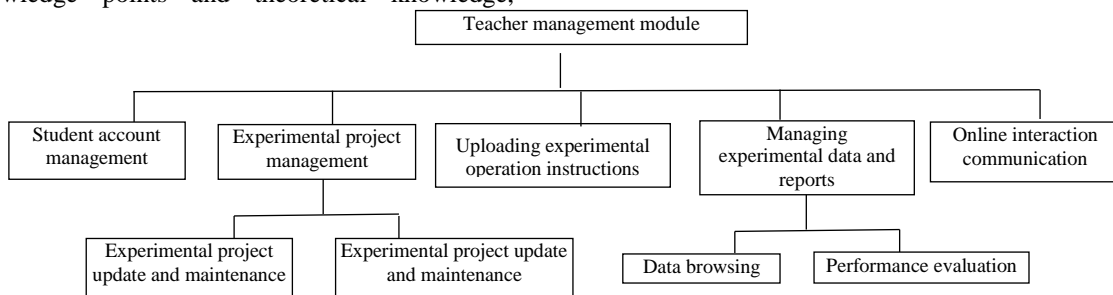 wledge points and theoretical knowledge,
Teacher management module
Student account
management
Experimental project
management
Uploading experimental
operation instructions
Managing
experimental data and
reports
Online interaction
communication
Experimental project
update and maintenance
Experimental project update
and maintenance
Data browsing
Performance evaluation